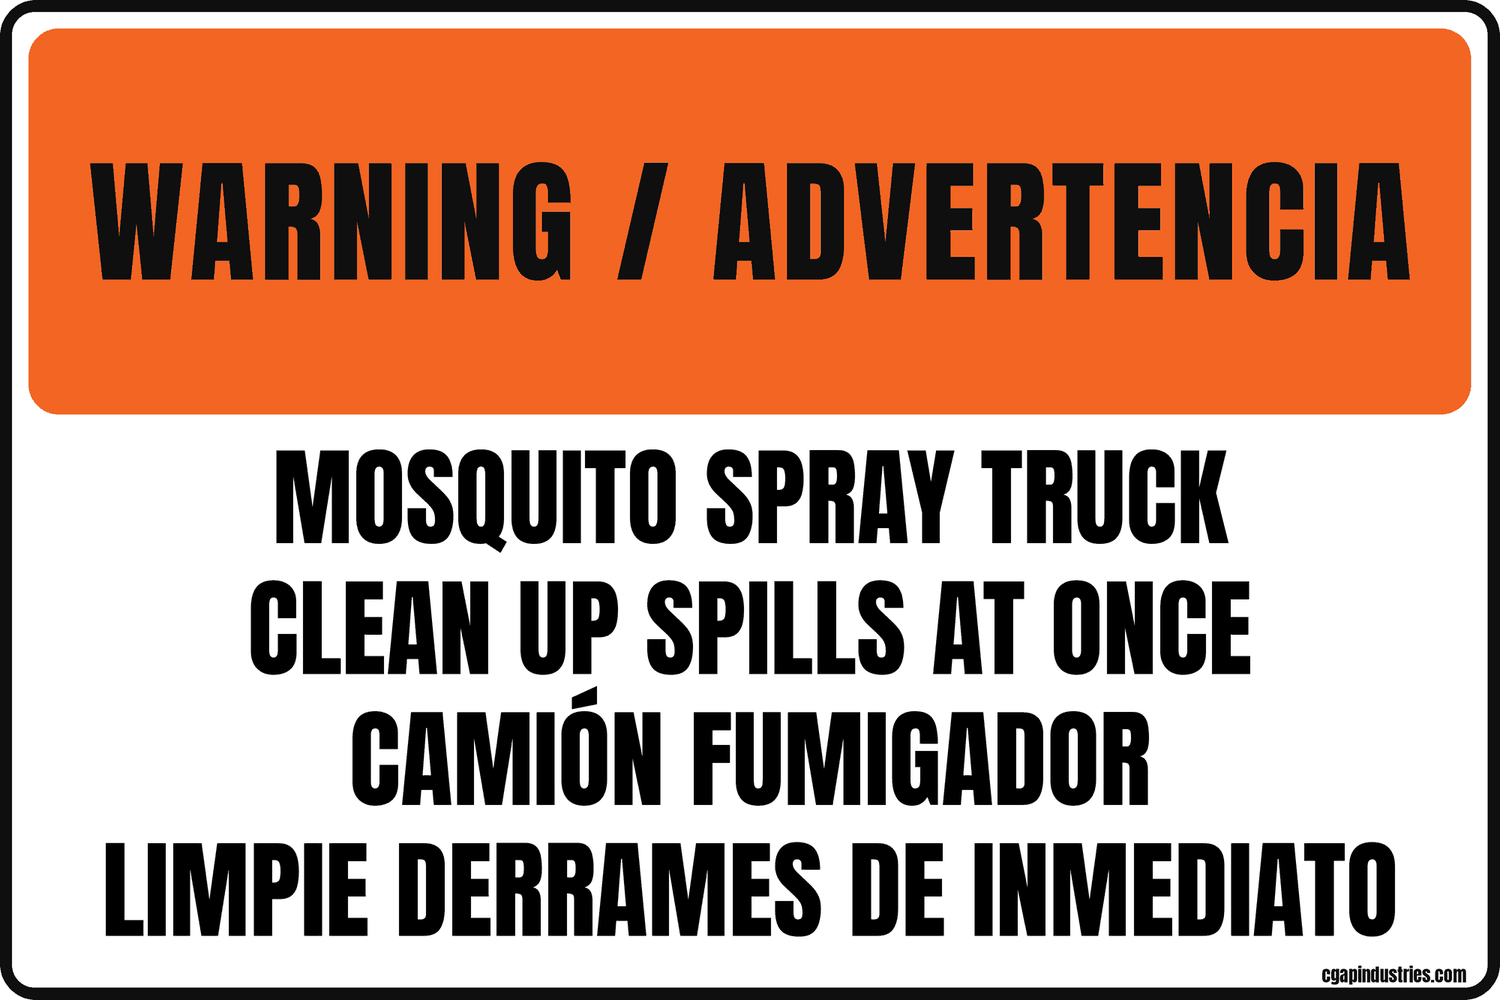 WARNING / ADVERTENCIA
MOSQUITO SPRAY TRUCK
CLEAN UP SPILLS AT ONCE
CAMIÓN FUMIGADOR
LIMPIE DERRAMES DE INMEDIATO
cgapindustries.com